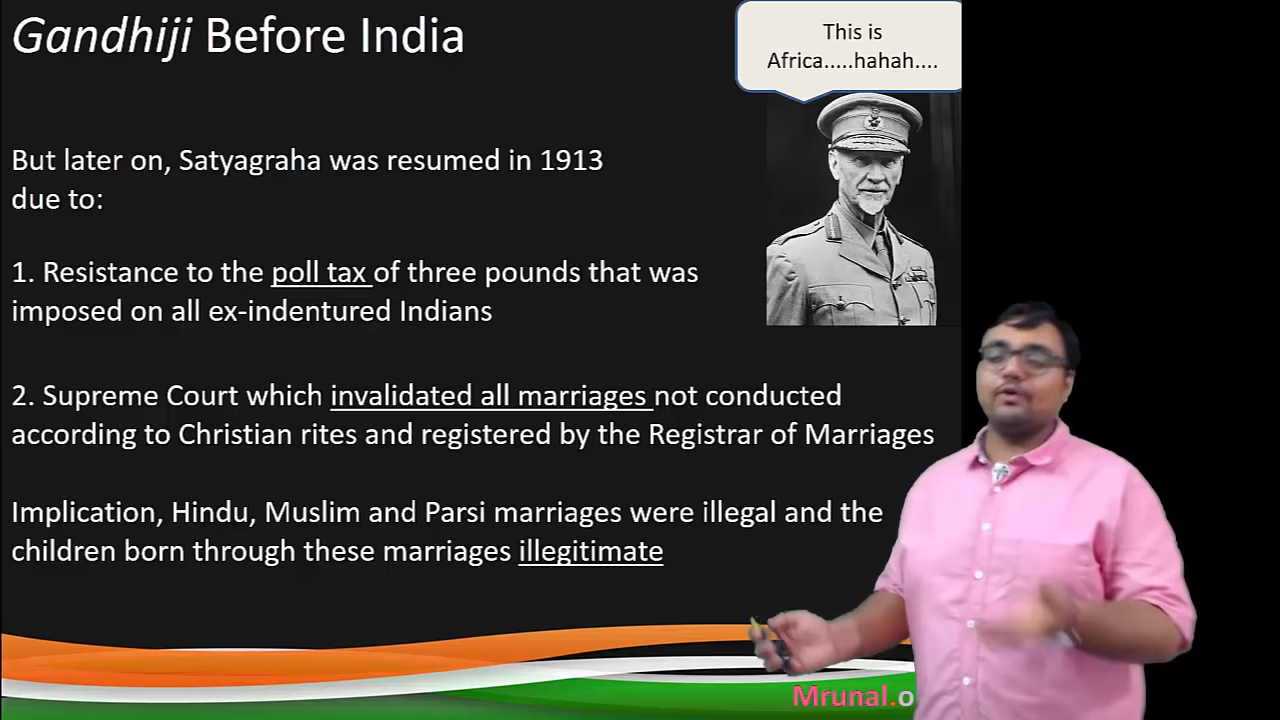 Gandhiji Before India
This is
Africa.....hahah....
But later on, Satyagraha was resumed in 1913
due to:
1. Resistance to the poll tax of three pounds that was
imposed on all ex-indentured Indians
2. Supreme Court which invalidated all marriages not conducted
according to Christian rites and registered by the Registrar of Marriages
Implication, Hindu, Muslim and Parsi marriages were illegal and the
children born through these marriages illegitimate
Mrunal.o